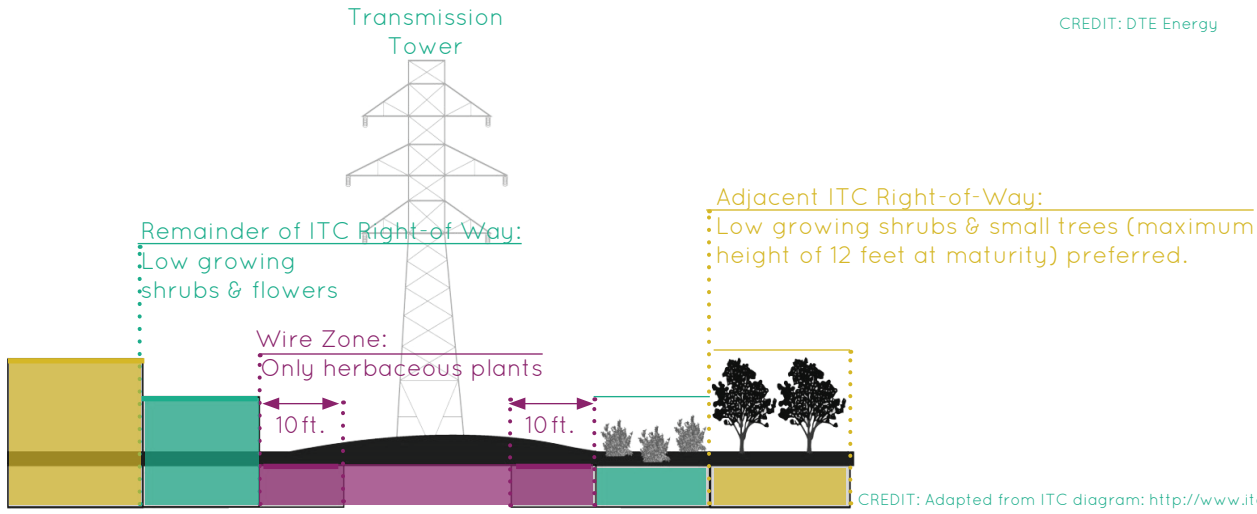 Transmission
Tower
CREDIT: DTE Energy
Adjacent ITC Right-of-Way:
Low growing shrubs & small trees (maximum
height of 12 feet at maturity) preferred.
Remainder of ITC Right-of Way:
Low growing
shrubs & flowers
Wire Zone:
Only herbaceous plants
10 ft.
10 ft.
CREDIT: Adapted from ITC diagram: http://www.it